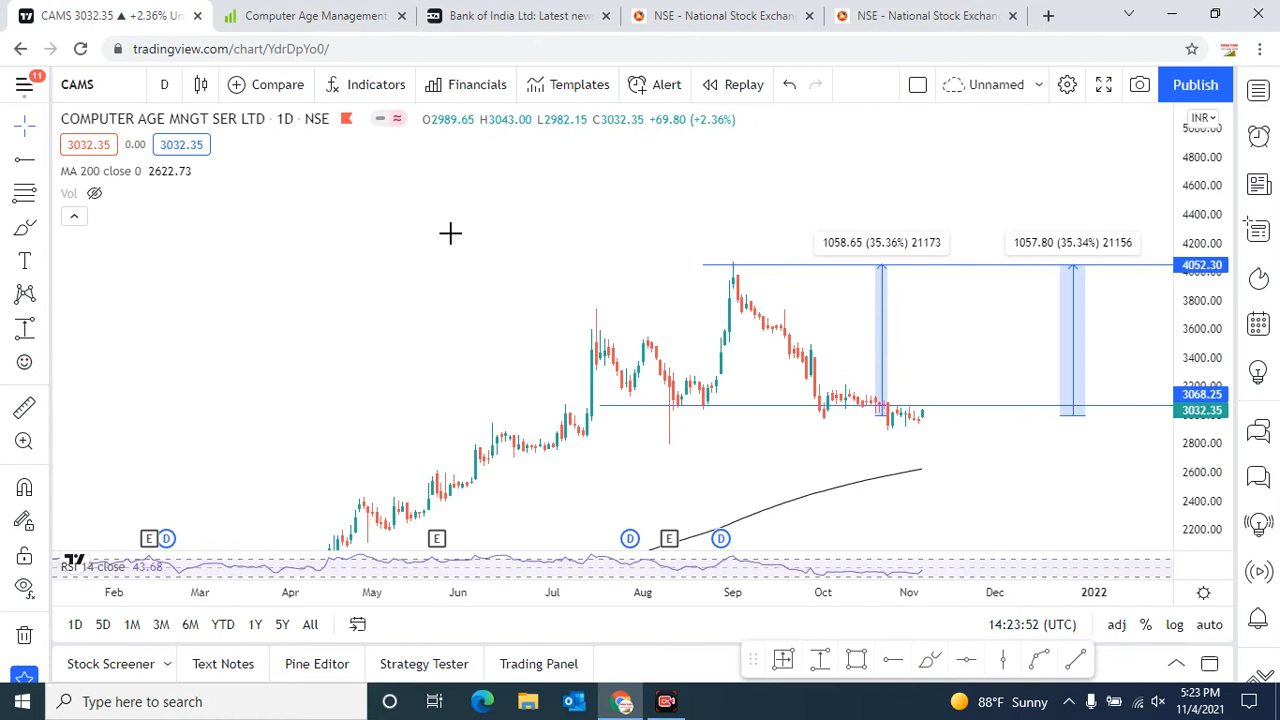 CAMS 3032.35 ▲ +2.36% Un
Computer Age Management
Bank of India Ltd: Latest new
NSE - National Stock Exchan
NSE - National Stock Exchan
tradingview.com/chart/YdrDpYo0/
11
CAMS
D
Compare
Indicators
Financials
Templates
Alert
Replay
Unnamed
Publish
COMPUTER AGE MNGT SER LTD · 1D · NSE
O2989.65 H3043.00 L2982.15 C3032.35 +69.80 (+2.36%)
INR
3032.35 0.00 3032.35
MA 200 close 0 2622.73
Vol
5000.00
4800.00
4600.00
4400.00
4200.00
1058.65 (35.36%) 21173
1057.80 (35.34%) 21156
4052.30
4000.00
3800.00
3600.00
3400.00
3200.00
3068.25
3032.35
2800.00
2600.00
2400.00
2200.00
E D E D E D
RSI 14 close 43.68
Feb Mar Apr May Jun Jul Aug Sep Oct Nov Dec 2022
1D 5D 1M 3M 6M YTD 1Y 5Y All
14:23:52 (UTC) adj % log auto
Stock Screener Text Notes Pine Editor Strategy Tester Trading Panel
Type here to search
88°F Sunny
5:23 PM
11/4/2021